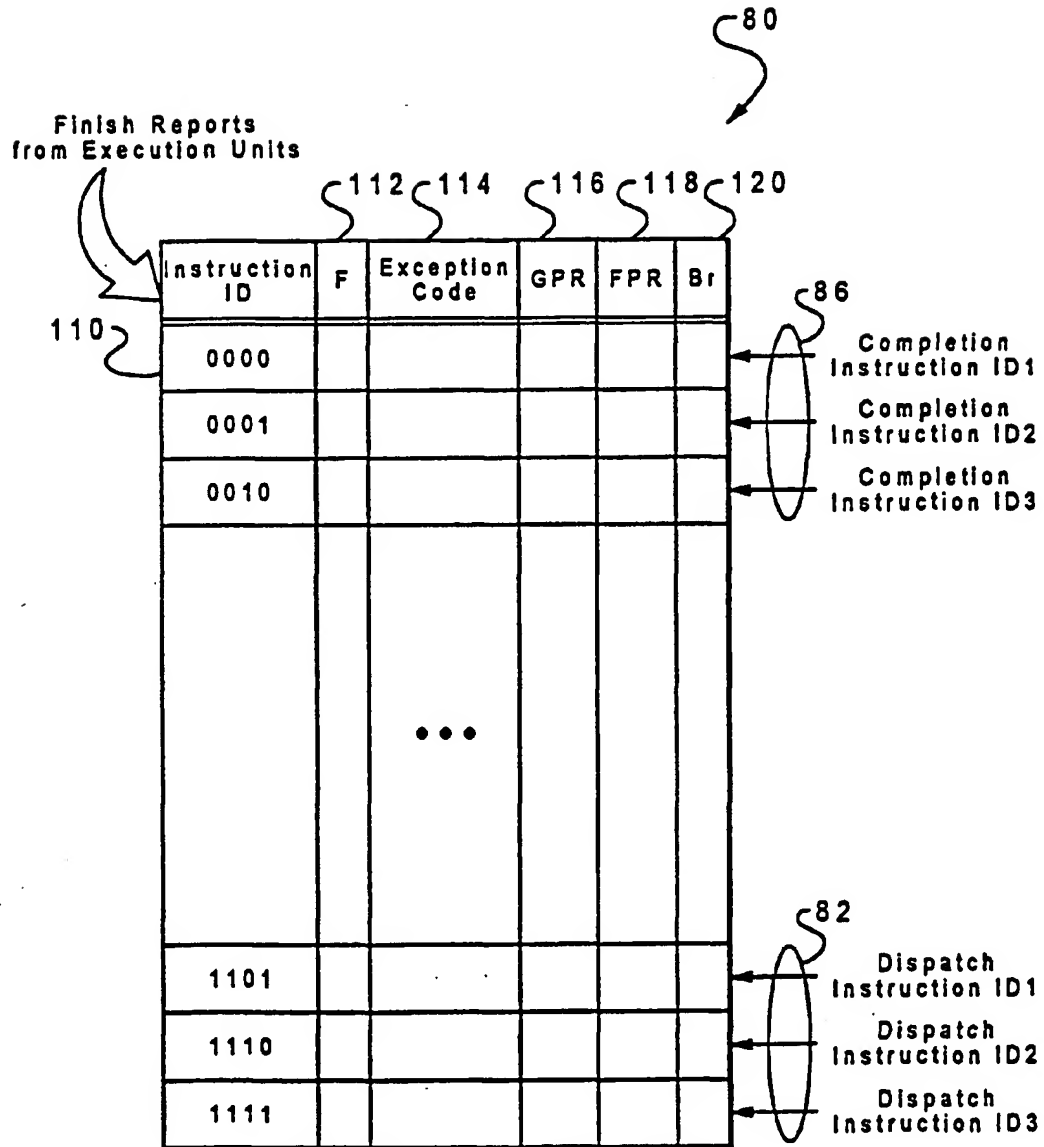 80
Finish Reports
from Execution Units
112 114 116 118 120
Instruction ID F Exception Code GPR FPR Br
86
110
0000
Completion
Instruction ID1
0001
Completion
Instruction ID2
0010
Completion
Instruction ID3
•••
82
1101
Dispatch
Instruction ID1
1110
Dispatch
Instruction ID2
1111
Dispatch
Instruction ID3